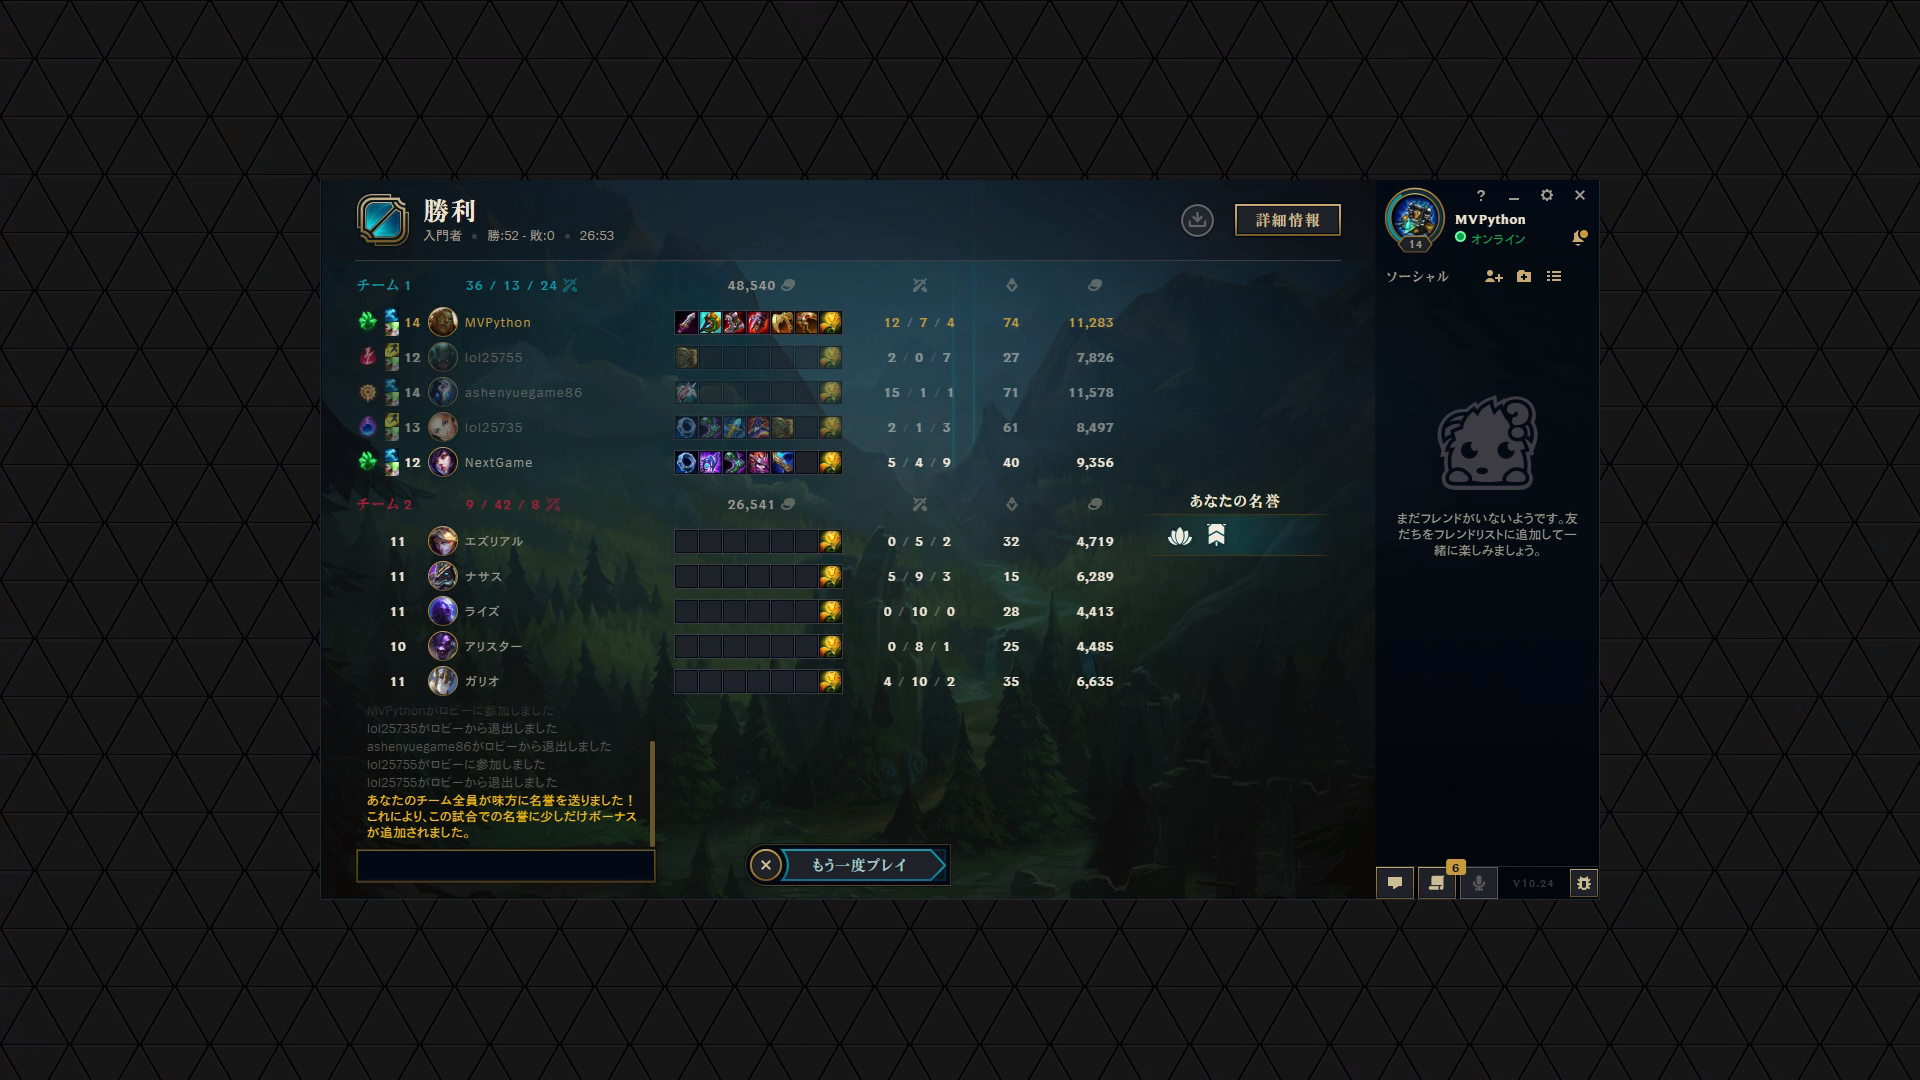 勝利
入門者 • 勝:52 - 敗:0 • 26:53
詳細情報
チーム 1 36 / 13 / 24 48,540
14 MVPython 12 / 7 / 4 74 11,283
12 lol25755 2 / 0 / 7 27 7,826
14 ashenyuegame86 15 / 1 / 1 71 11,578
13 lol25735 2 / 1 / 3 61 8,497
12 NextGame 5 / 4 / 9 40 9,356
チーム 2 9 / 42 / 8 26,541
11 エズリアル 0 / 5 / 2 32 4,719
11 ナサス 5 / 9 / 3 15 6,289
11 ライズ 0 / 10 / 0 28 4,413
10 アリスター 0 / 8 / 1 25 4,485
11 ガリオ 4 / 10 / 2 35 6,635
あなたの名誉
MVPythonがロビーに参加しました
lol25735がロビーから退出しました
ashenyuegame86がロビーから退出しました
lol25755がロビーに参加しました
lol25755がロビーから退出しました
あなたのチーム全員が味方に名誉を送りました！
これにより、この試合での名誉に少しだけボーナス
が追加されました。
もう一度プレイ
?
MVPython
オンライン
14
ソーシャル
まだフレンドがいないようです。友
だちをフレンドリストに追加して一
緒に楽しみましょう。
6
V10.24